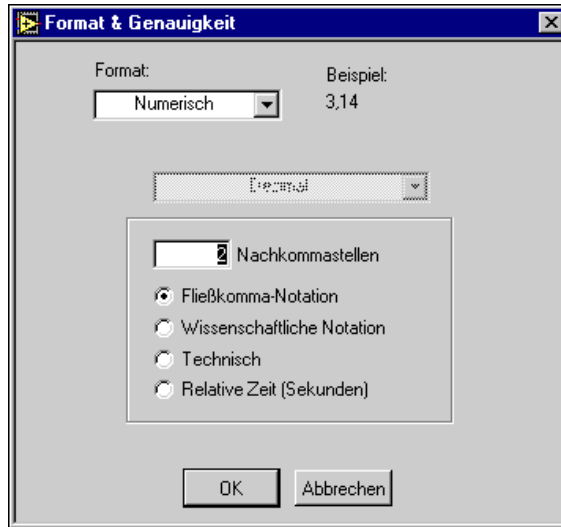 Format & Genauigkeit
Format:
Beispiel:
Numerisch
3,14
Dezimal
2 Nachkommastellen
Fließkomma-Notation
Wissenschaftliche Notation
Technisch
Relative Zeit (Sekunden)
OK
Abbrechen